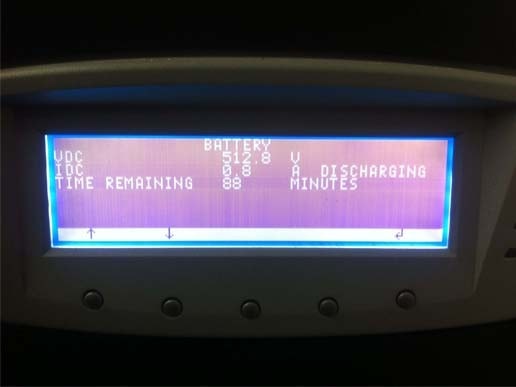 BATTERY
VDC 512.8 V
IDC 0.8 A DISCHARGING
TIME REMAINING 88 MINUTES
↑ ↓ ↵